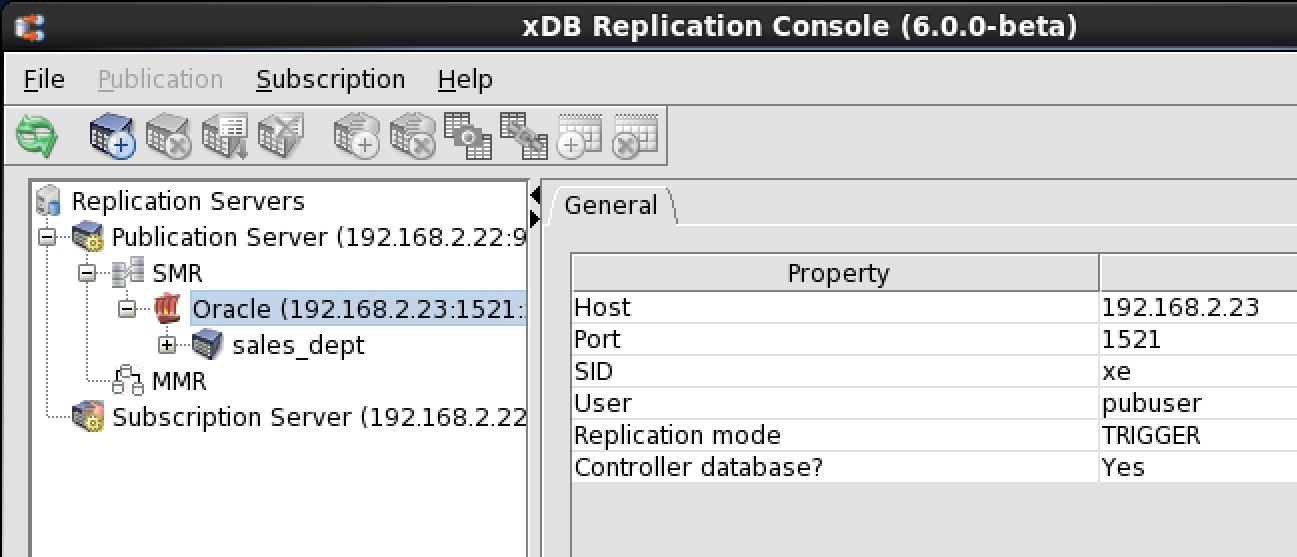 xDB Replication Console (6.0.0-beta)
File Publication Subscription Help
Replication Servers
Publication Server (192.168.2.22:9
SMR
Oracle (192.168.2.23:1521:
sales_dept
MMR
Subscription Server (192.168.2.22
General
Property
Host 192.168.2.23
Port 1521
SID xe
User pubuser
Replication mode TRIGGER
Controller database? Yes